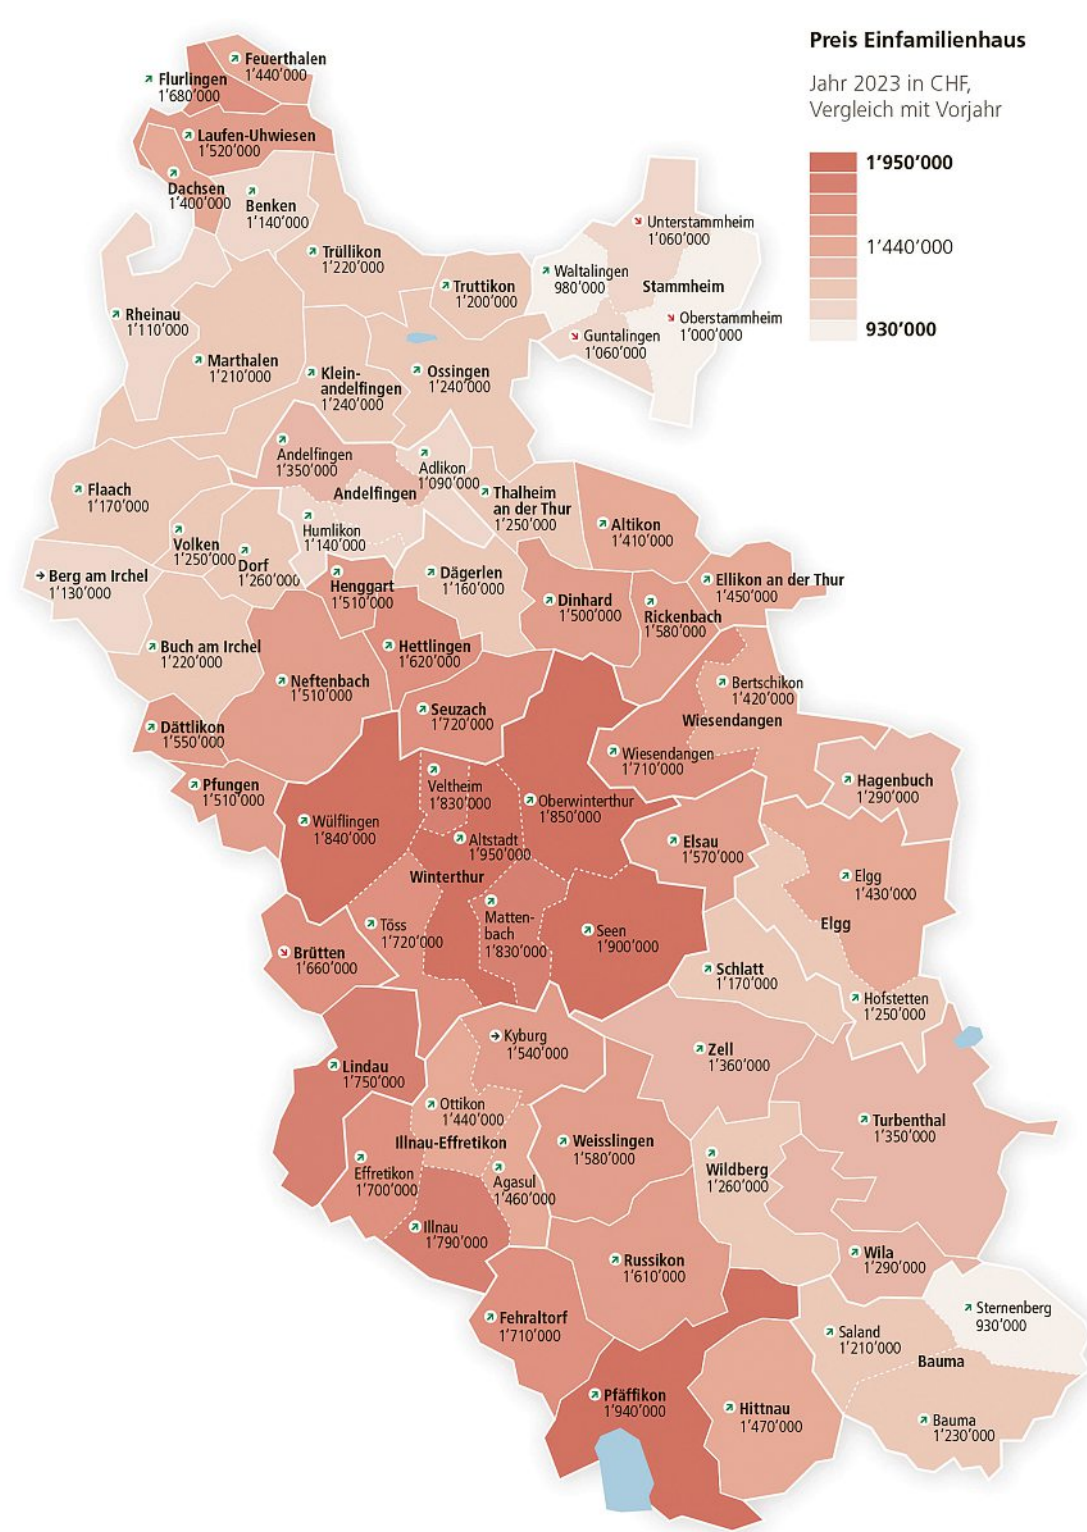 Preis Einfamilienhaus
Jahr 2023 in CHF,
Vergleich mit Vorjahr
1’950’000
1’440’000
930’000
Feuerthalen
1’440’000
Flurlingen
1’680’000
Laufen-Uhwiesen
1’520’000
Dachsen
1’400’000
Benken
1’140’000
Trüllikon
1’220’000
Truttikon
1’200’000
Unterstammheim
1’060’000
Waltalingen
980’000
Stammheim
Oberstammheim
1’000’000
Guntalingen
1’060’000
Rheinau
1’110’000
Marthalen
1’210’000
Klein-
andelfingen
1’240’000
Ossingen
1’240’000
Andelfingen
1’350’000
Adlikon
1’090’000
Andelfingen
Thalheim
an der Thur
1’250’000
Flaach
1’170’000
Volken
1’250’000
Dorf
1’260’000
Humlikon
1’140’000
Altikon
1’410’000
Berg am Irchel
1’130’000
Henggart
1’510’000
Dägerlen
1’160’000
Dinhard
1’500’000
Rickenbach
1’580’000
Ellikon an der Thur
1’450’000
Buch am Irchel
1’220’000
Hettlingen
1’620’000
Neftenbach
1’510’000
Seuzach
1’720’000
Bertschikon
1’420’000
Wiesendangen
Wiesendangen
1’710’000
Dättlikon
1’550’000
Pfungen
1’510’000
Veltheim
1’830’000
Oberwinterthur
1’850’000
Hagenbuch
1’290’000
Wülflingen
1’840’000
Altstadt
1’950’000
Elsau
1’570’000
Winterthur
Elgg
1’430’000
Elgg
Töss
1’720’000
Matten-
bach
1’830’000
Seen
1’900’000
Brütten
1’660’000
Schlatt
1’170’000
Hofstetten
1’250’000
Kyburg
1’540’000
Zell
1’360’000
Lindau
1’750’000
Ottikon
1’440’000
Illnau-Effretikon
Weisslingen
1’580’000
Turbenthal
1’350’000
Effretikon
1’700’000
Agasul
1’460’000
Wildberg
1’260’000
Illnau
1’790’000
Russikon
1’610’000
Wila
1’290’000
Fehraltorf
1’710’000
Sternenberg
930’000
Saland
1’210’000
Bauma
Pfäffikon
1’940’000
Hittnau
1’470’000
Bauma
1’230’000